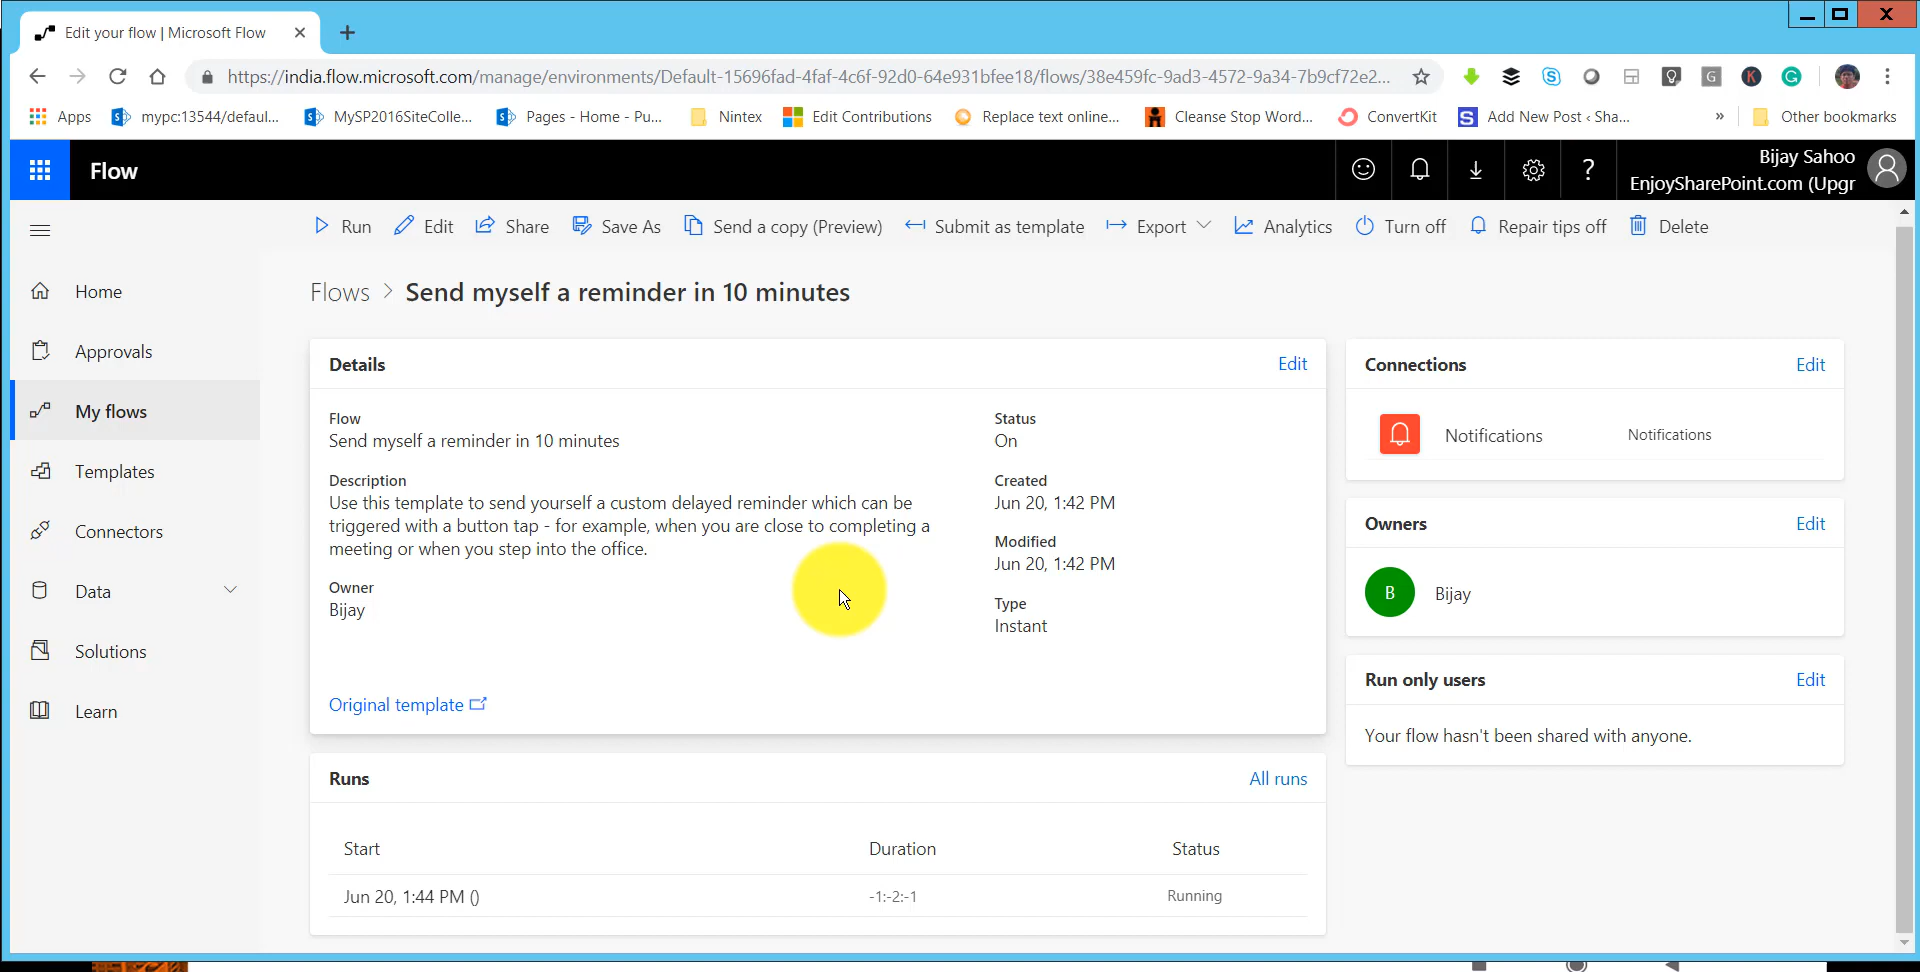 Edit your flow | Microsoft Flow
https://india.flow.microsoft.com/manage/environments/Default-15696fad-4faf-4c6f-92d0-64e931bfee18/flows/38e459fc-9ad3-4572-9a34-7b9cf72e2...
Apps mypc:13544/defaul... MySP2016SiteColle... Pages - Home - Pu... Nintex Edit Contributions Replace text online... Cleanse Stop Word... ConvertKit Add New Post ‹ Sha... » Other bookmarks
Flow
Bijay Sahoo
EnjoySharePoint.com (Upgr
Run Edit Share Save As Send a copy (Preview) Submit as template Export Analytics Turn off Repair tips off Delete
Home
Approvals
My flows
Templates
Connectors
Data
Solutions
Learn
Flows > Send myself a reminder in 10 minutes
Details Edit
Flow
Send myself a reminder in 10 minutes
Description
Use this template to send yourself a custom delayed reminder which can be
triggered with a button tap - for example, when you are close to completing a
meeting or when you step into the office.
Owner
Bijay
Original template
Status
On
Created
Jun 20, 1:42 PM
Modified
Jun 20, 1:42 PM
Type
Instant
Runs All runs
Start Duration Status
Jun 20, 1:44 PM () -1:-2:-1 Running
Connections Edit
Notifications Notifications
Owners Edit
B Bijay
Run only users Edit
Your flow hasn't been shared with anyone.